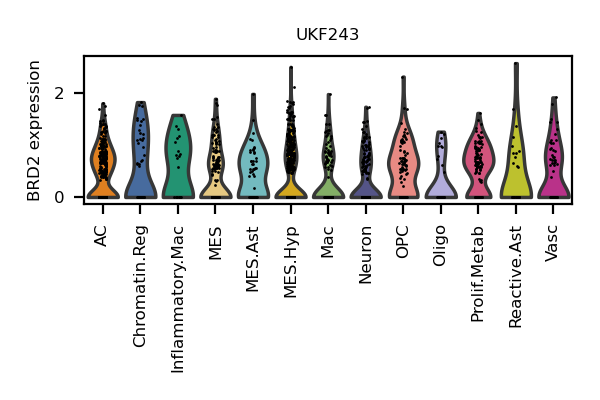 UKF243
BRD2 expression
2
0
AC
Chromatin.Reg
Inflammatory.Mac
MES
MES.Ast
MES.Hyp
Mac
Neuron
OPC
Oligo
Prolif.Metab
Reactive.Ast
Vasc